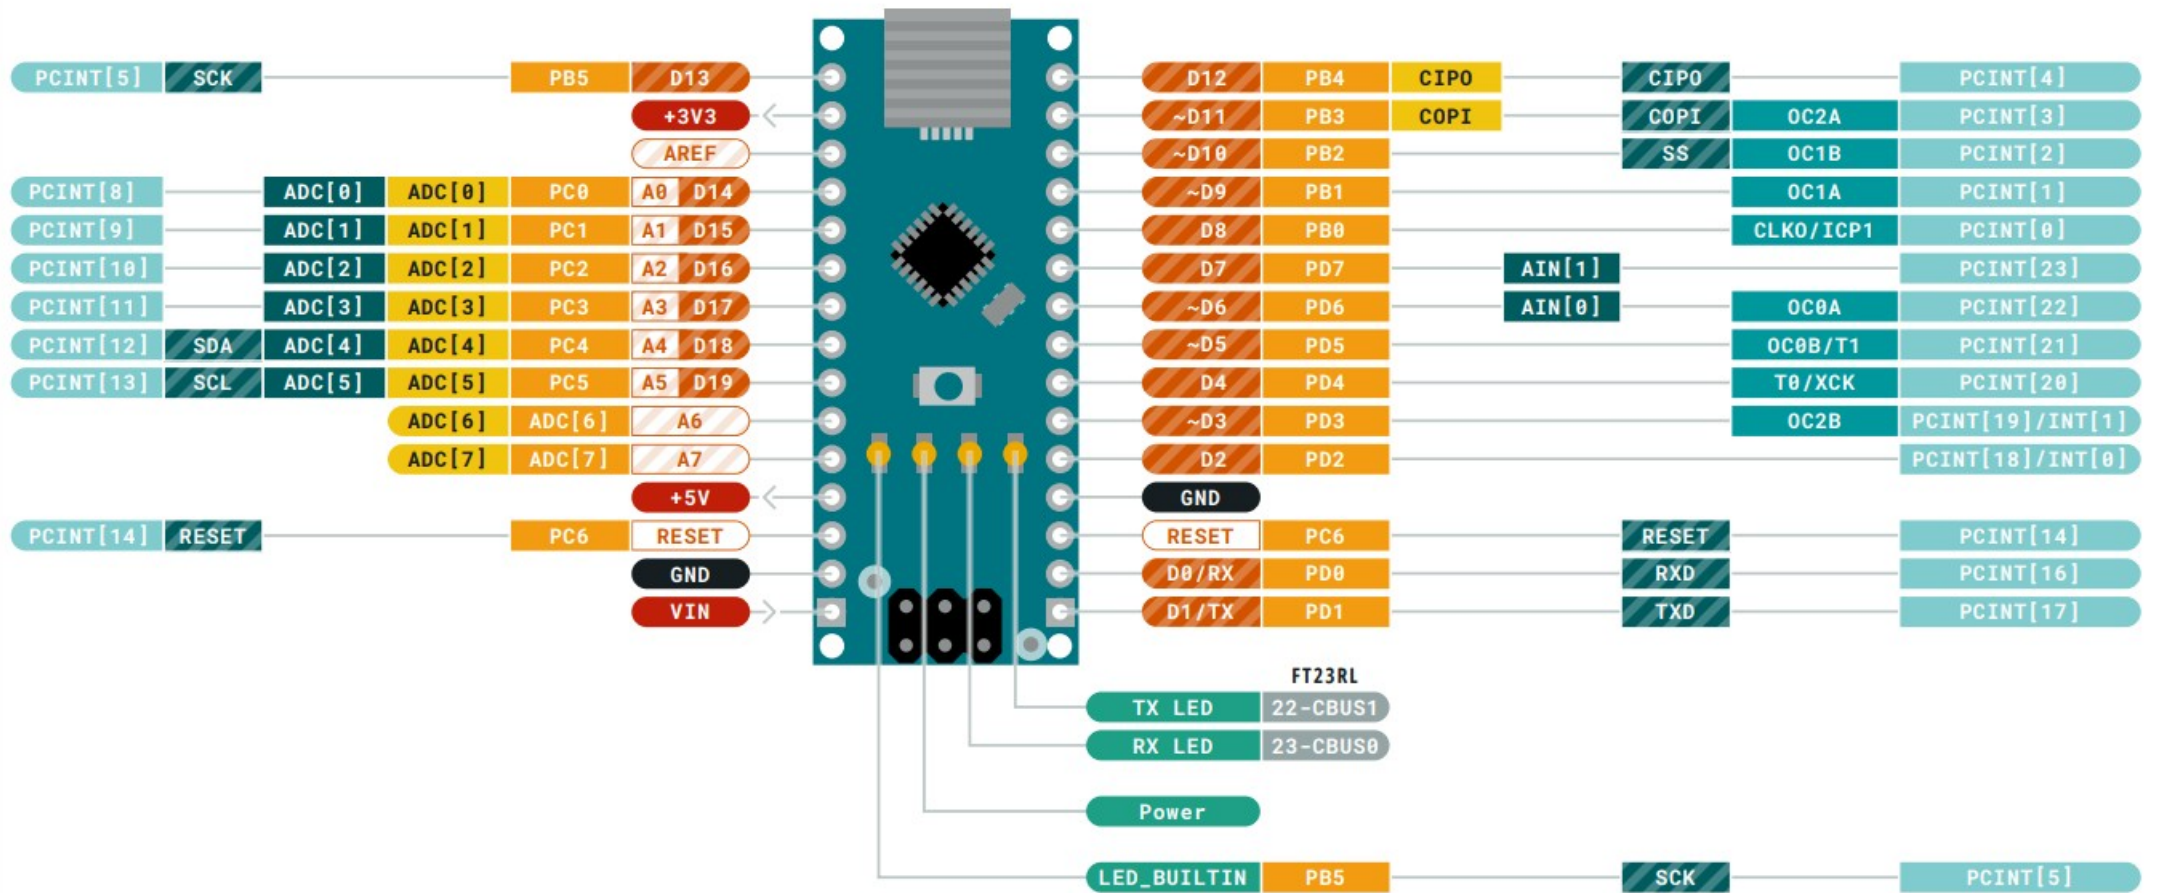 PCINT[5] SCK PB5 D13 D12 PB4 CIPO CIPO PCINT[4]
+3V3 ~D11 PB3 COPI COPI OC2A PCINT[3]
AREF ~D10 PB2 SS OC1B PCINT[2]
PCINT[8] ADC[0] ADC[0] PC0 A0 D14 ~D9 PB1 OC1A PCINT[1]
PCINT[9] ADC[1] ADC[1] PC1 A1 D15 D8 PB0 CLKO/ICP1 PCINT[0]
PCINT[10] ADC[2] ADC[2] PC2 A2 D16 D7 PD7 AIN[1] PCINT[23]
PCINT[11] ADC[3] ADC[3] PC3 A3 D17 ~D6 PD6 AIN[0] OC0A PCINT[22]
PCINT[12] SDA ADC[4] ADC[4] PC4 A4 D18 ~D5 PD5 OC0B/T1 PCINT[21]
PCINT[13] SCL ADC[5] ADC[5] PC5 A5 D19 D4 PD4 T0/XCK PCINT[20]
ADC[6] ADC[6] A6 ~D3 PD3 OC2B PCINT[19]/INT[1]
ADC[7] ADC[7] A7 D2 PD2 PCINT[18]/INT[0]
+5V GND
PCINT[14] RESET PC6 RESET RESET PC6 RESET PCINT[14]
GND D0/RX PD0 RXD PCINT[16]
VIN D1/TX PD1 TXD PCINT[17]
FT23RL
TX LED 22-CBUS1
RX LED 23-CBUS0
Power
LED_BUILTIN PB5 SCK PCINT[5]